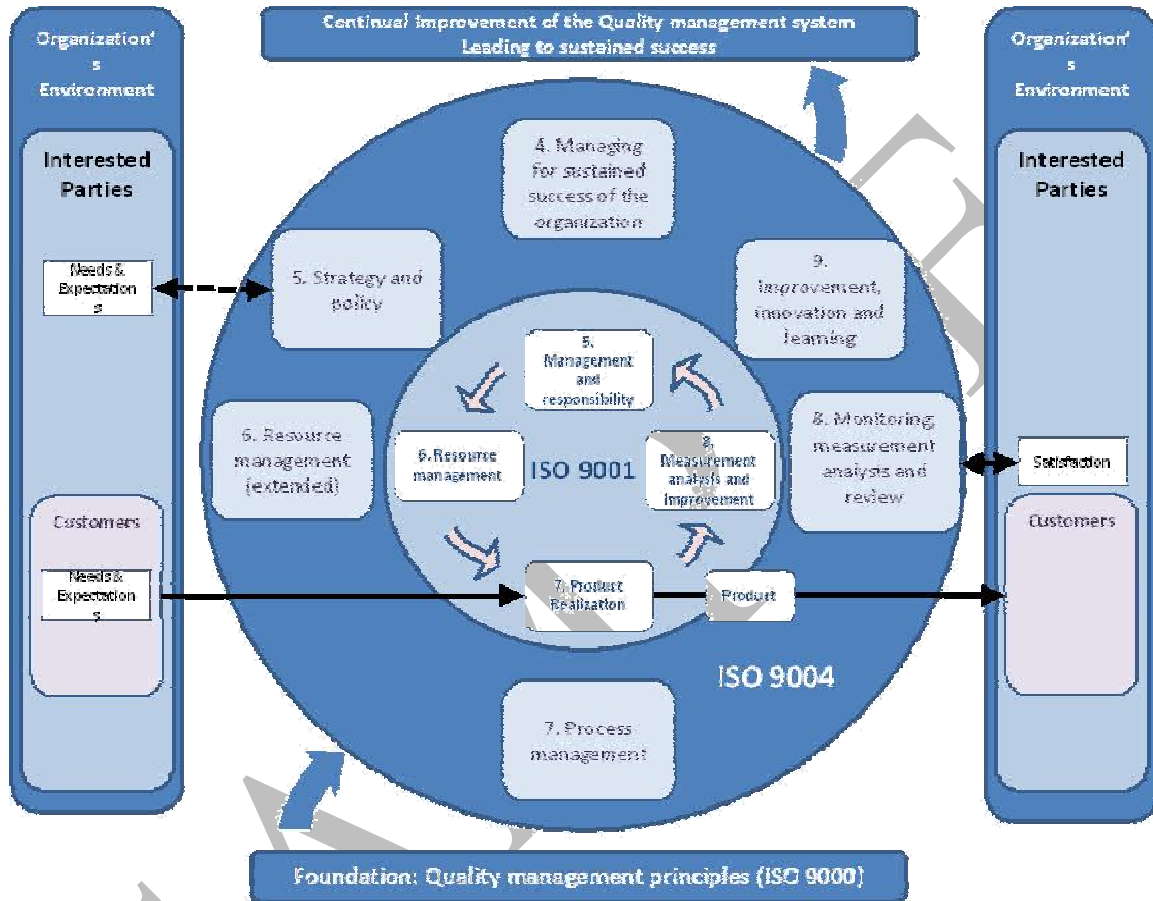 Continual improvement of the Quality management system
Leading to sustained success
Organization'
s
Environment
Interested
Parties
Needs &
Expectation
s
Customers
Needs &
Expectation
s
4. Managing
for sustained
success of the
organization
5. Strategy and
policy
9.
Improvement,
innovation and
learning
6. Resource
management
(extended)
8. Monitoring,
measurement
analysis and
review
5.
Management
and
responsibility
6.Resource
management
ISO 9001
8.
Measurement
analysis and
improvement
7. Product
Realization
Product
ISO 9004
7. Process
management
Organization'
s
Environment
Interested
Parties
Satisfaction
Customers
Foundation: Quality management principles (ISO 9000)